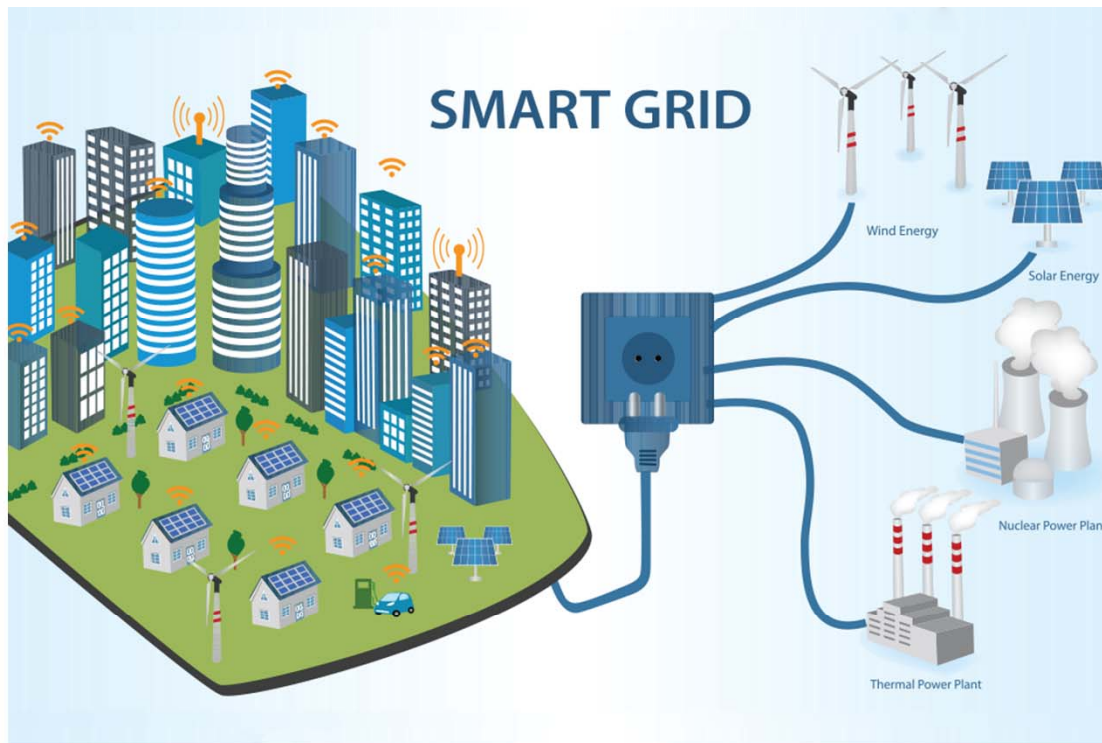 SMART GRID
Wind Energy
Solar Energy
Nuclear Power Plan
Thermal Power Plant